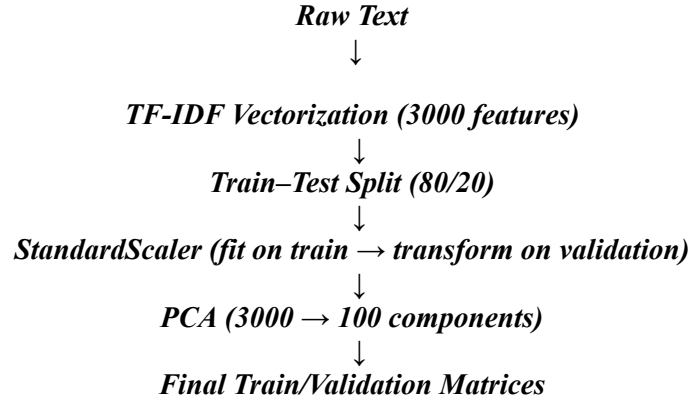 Raw Text
↓
TF-IDF Vectorization (3000 features)
↓
Train–Test Split (80/20)
↓
StandardScaler (fit on train → transform on validation)
↓
PCA (3000 → 100 components)
↓
Final Train/Validation Matrices